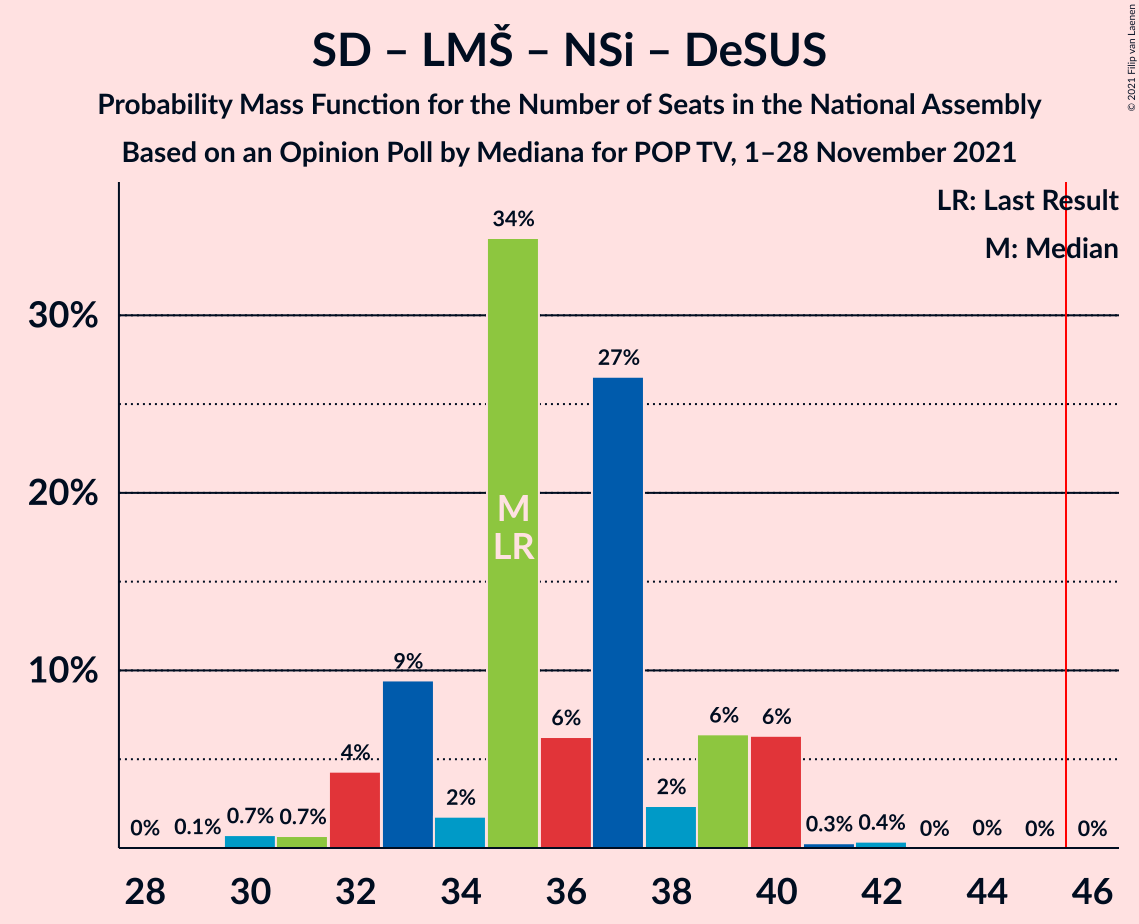 SD – LMŠ – NSi – DeSUS
Probability Mass Function for the Number of Seats in the National Assembly
Based on an Opinion Poll by Mediana for POP TV, 1–28 November 2021
© 2021 Filip van Laenen
LR: Last Result
M: Median
34%
30%
27%
20%
M
LR
10%
9%
6%
6%
6%
4%
2%
2%
0%
0.1%
0.7%
0.7%
0.3%
0.4%
0%
0%
0%
0%
28 30 32 34 36 38 40 42 44 46